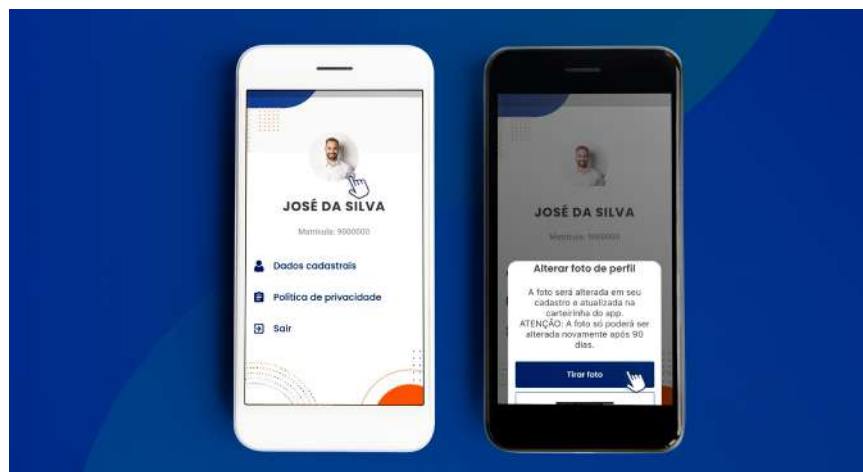 JOSÉ DA SILVA
Matrícula: 9000000
Dados cadastrais
Política de privacidade
Sair
JOSÉ DA SILVA
Matrícula: 9000000
Alterar foto de perfil
A foto será alterada em seu
cadastro e atualizada na
carteirinha do app.
ATENÇÃO: A foto só poderá ser
alterada novamente após 90
dias.
Tirar foto